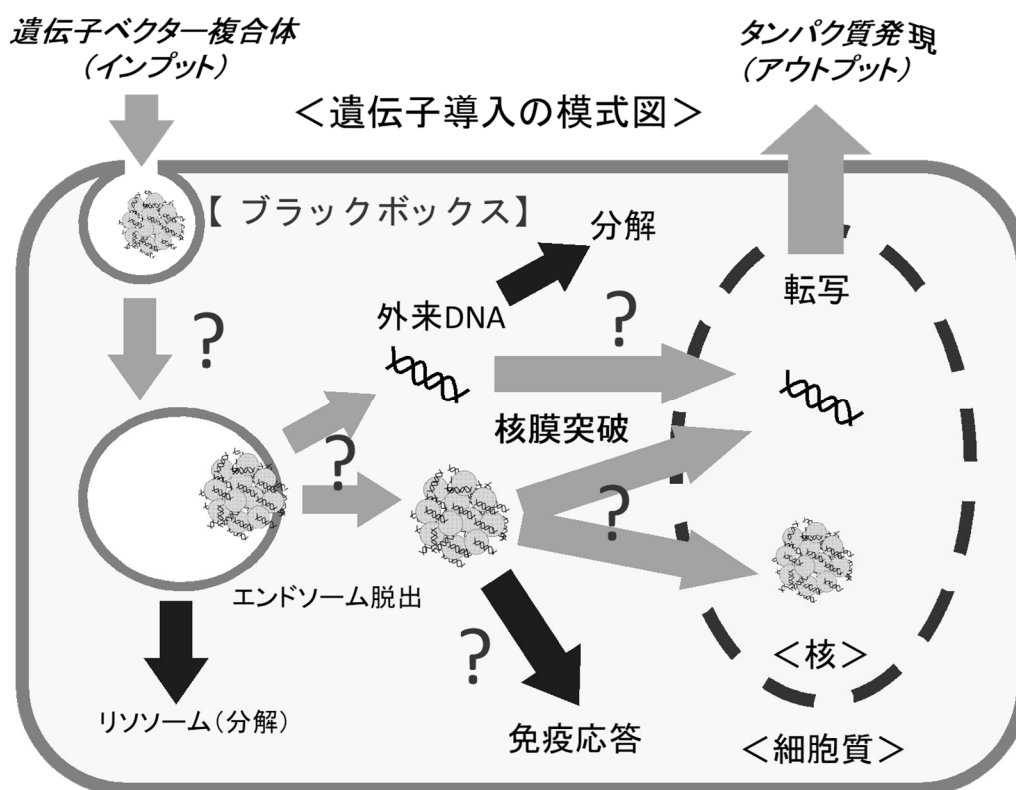 遺伝子ベクター複合体
(インプット)
タンパク質発現
(アウトプット)
＜遺伝子導入の模式図＞
【 ブラックボックス】
分解
転写
外来DNA
?
?
核膜突破
?
?
エンドソーム脱出
?
＜核＞
リソソーム(分解)
免疫応答
＜細胞質＞